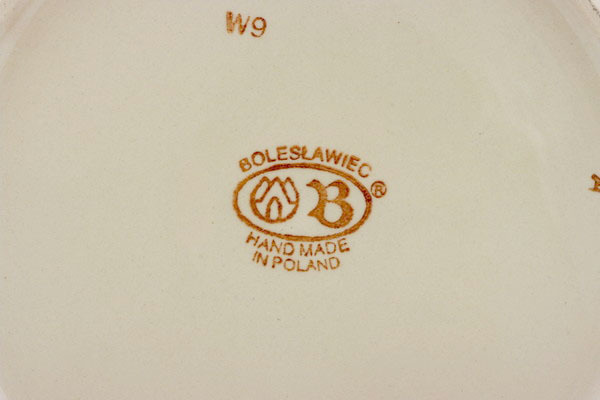 W9
BOLESŁAWIEC
B ®
HAND MADE
IN POLAND